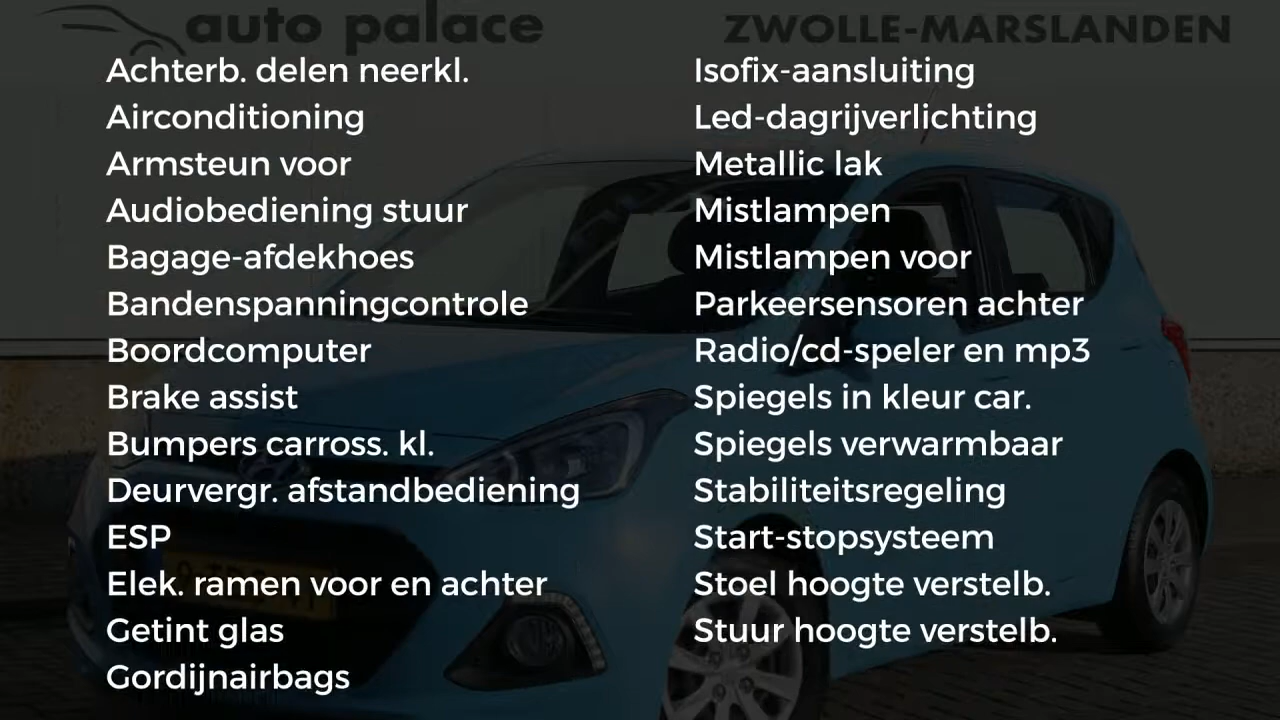 auto palace
ZWOLLE-MARSLANDEN
Achterb. delen neerkl.
Airconditioning
Armsteun voor
Audiobediening stuur
Bagage-afdekhoes
Bandenspanningcontrole
Boordcomputer
Brake assist
Bumpers carross. kl.
Deurvergr. afstandbediening
ESP
Elek. ramen voor en achter
Getint glas
Gordijnairbags
Isofix-aansluiting
Led-dagrijverlichting
Metallic lak
Mistlampen
Mistlampen voor
Parkeersensoren achter
Radio/cd-speler en mp3
Spiegels in kleur car.
Spiegels verwarmbaar
Stabiliteitsregeling
Start-stopsysteem
Stoel hoogte verstelb.
Stuur hoogte verstelb.